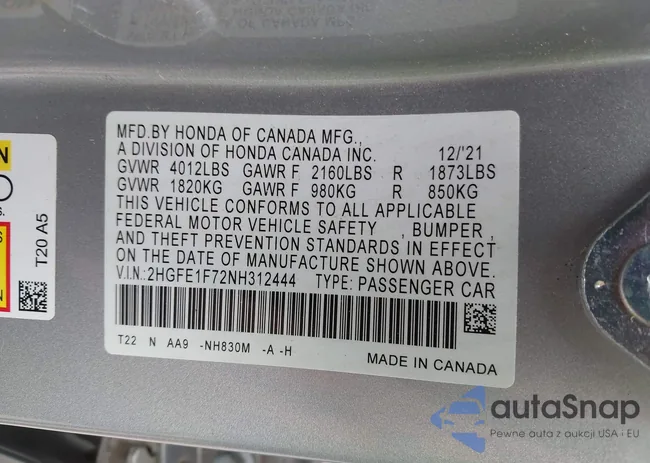 MFD.BY HONDA OF CANADA MFG.,
A DIVISION OF HONDA CANADA INC. 12/'21
GVWR 4012LBS GAWR F 2160LBS R 1873LBS
GVWR 1820KG GAWR F 980KG R 850KG
THIS VEHICLE CONFORMS TO ALL APPLICABLE
FEDERAL MOTOR VEHICLE SAFETY , BUMPER ,
AND THEFT PREVENTION STANDARDS IN EFFECT
ON THE DATE OF MANUFACTURE SHOWN ABOVE.
V.I.N.:2HGFE1F72NH312444 TYPE: PASSENGER CAR
T22 N AA9 -NH830M -A -H
MADE IN CANADA
T20 A5
autaSnap
Pewne auta z aukcji USA i EU